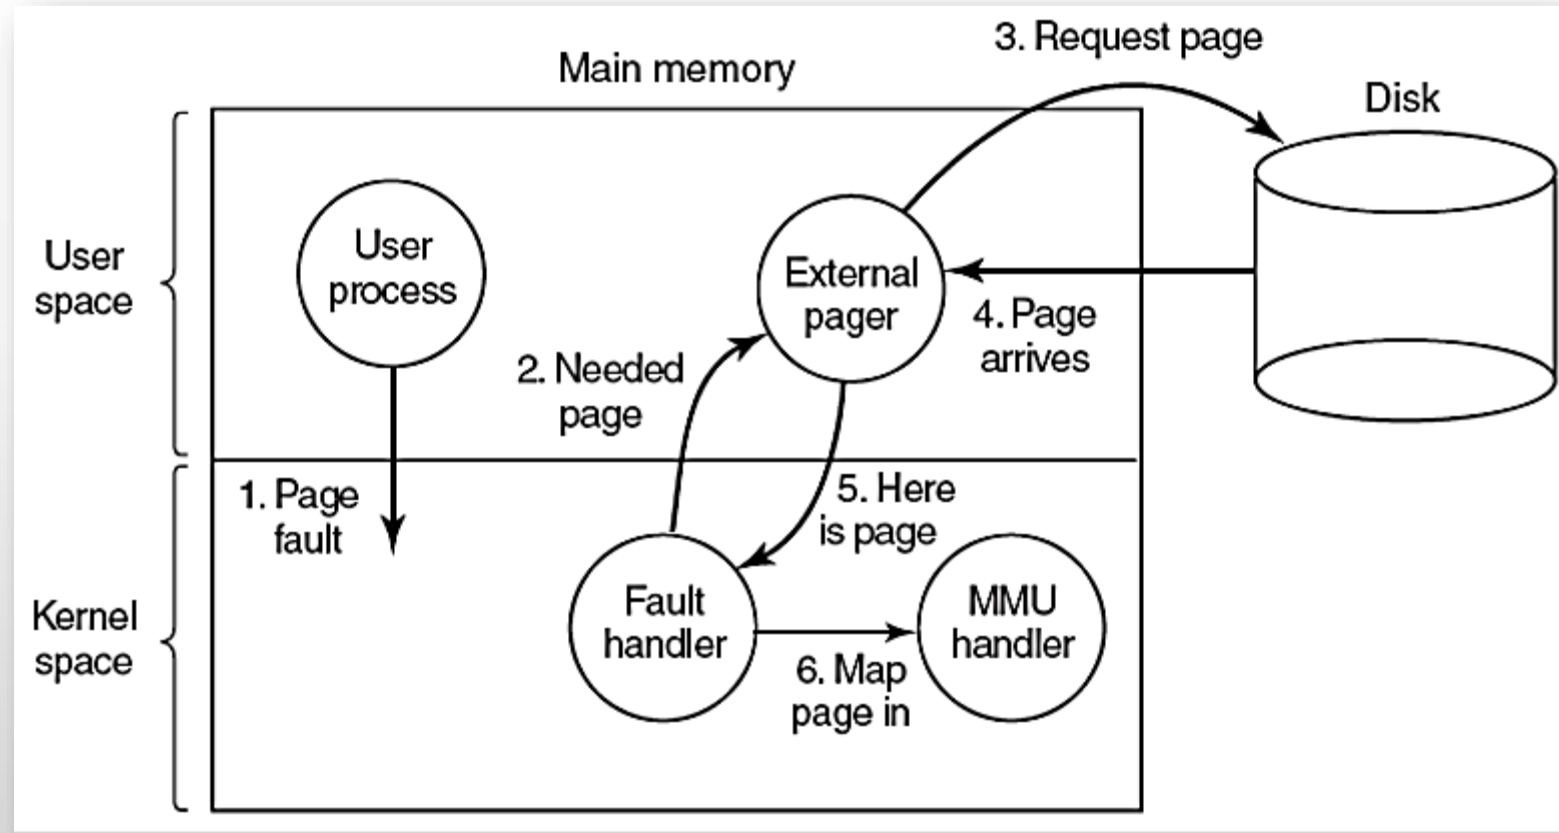 3. Request page
Main memory
Disk
User
space
User
process
External
pager
4. Page
arrives
2. Needed
page
1. Page
fault
5. Here
is page
Kernel
space
Fault
handler
MMU
handler
6. Map
page in